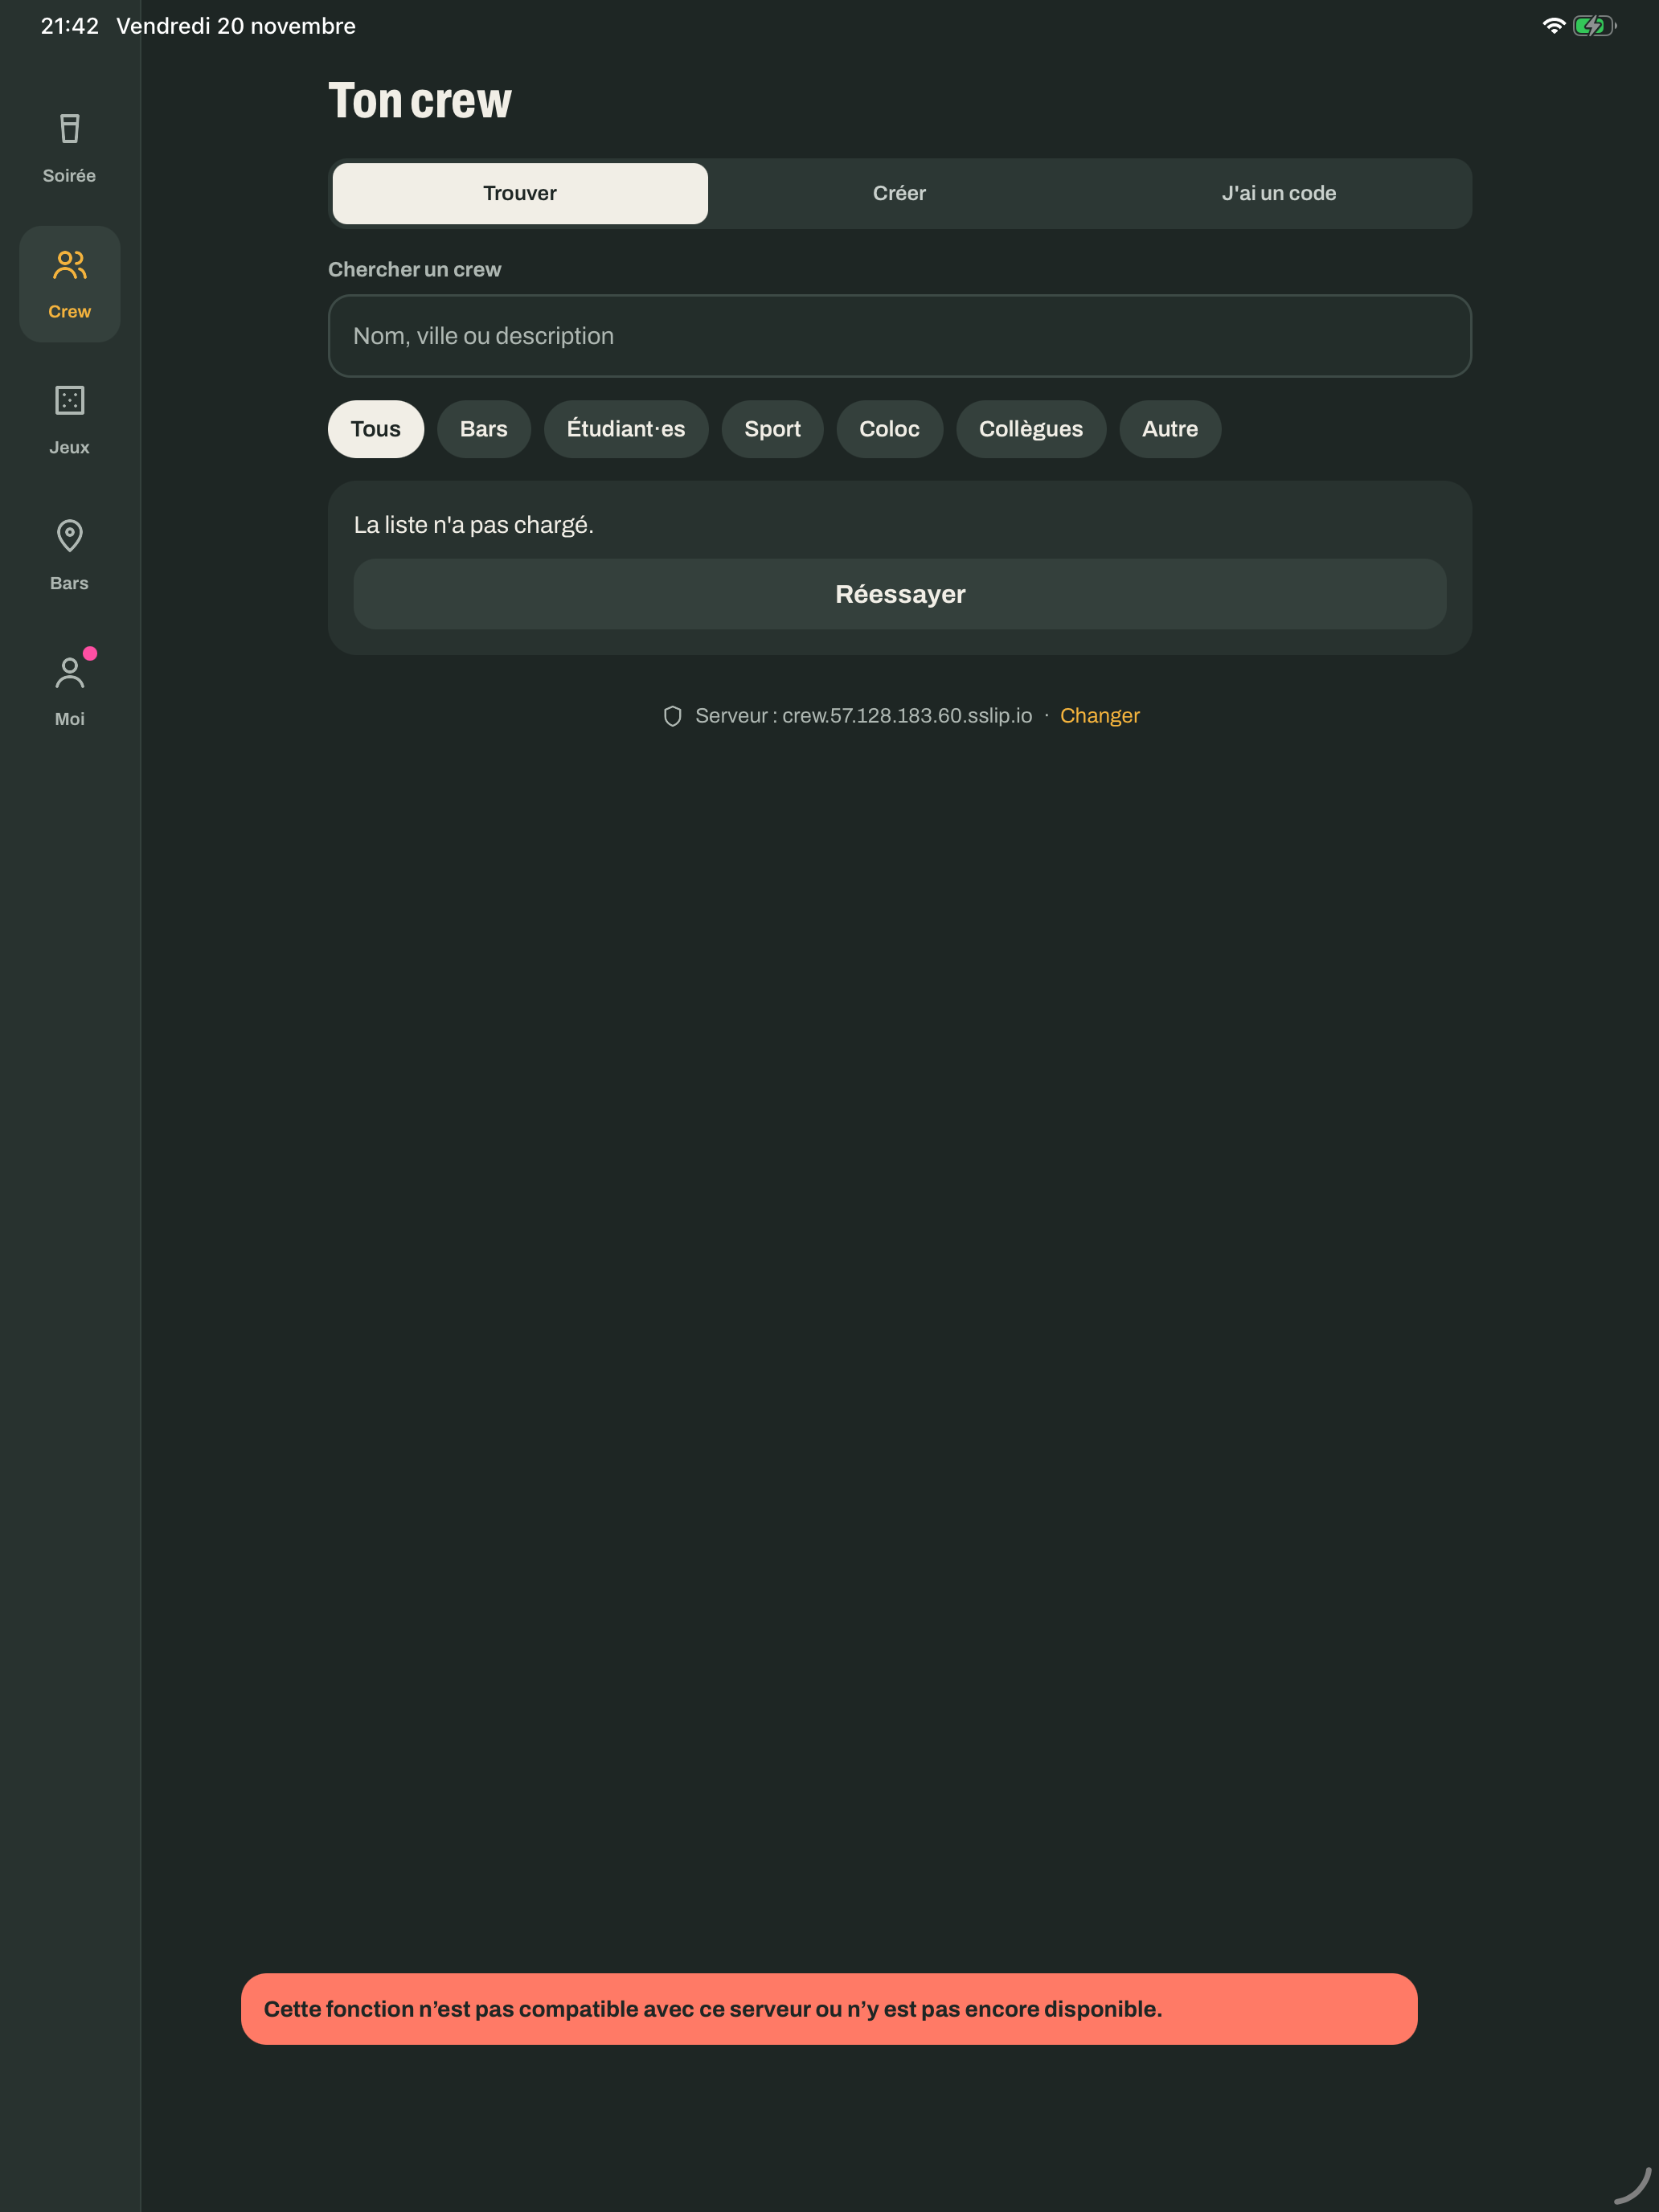 21:42 Vendredi 20 novembre
Ton crew
Soirée
Trouver Créer J'ai un code
Chercher un crew
Crew
Nom, ville ou description
Tous Bars Étudiant·es Sport Coloc Collègues Autre
Jeux
La liste n'a pas chargé.
Réessayer
Bars
Serveur : crew.57.128.183.60.sslip.io · Changer
Moi
Cette fonction n’est pas compatible avec ce serveur ou n’y est pas encore disponible.